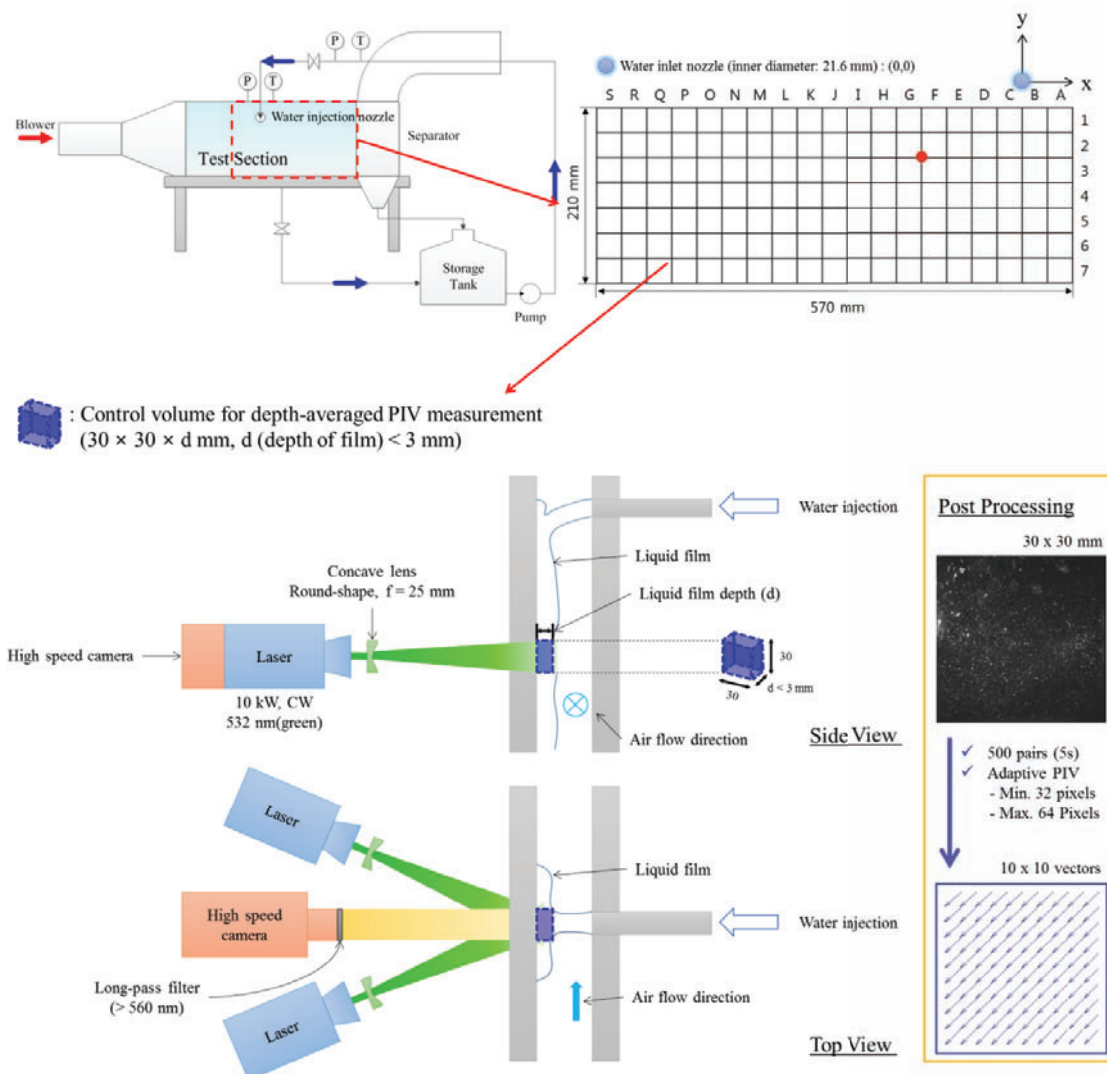 P T
P T
Water injection nozzle
Blower
Test Section
Separator
Storage
Tank
Pump
y
Water inlet nozzle (inner diameter: 21.6 mm) : (0,0)
x
S R Q P O N M L K J I H G F E D C B A
1
2
3
4
5
6
7
210 mm
570 mm
: Control volume for depth-averaged PIV measurement
(30 × 30 × d mm, d (depth of film) < 3 mm)
Water injection
Liquid film
Concave lens
Round-shape, f = 25 mm
Liquid film depth (d)
High speed camera
Laser
10 kW, CW
532 nm(green)
30
30
d < 3 mm
Air flow direction
Side View
Laser
Liquid film
High speed
camera
Water injection
Long-pass filter
(> 560 nm)
Laser
Air flow direction
Top View
Post Processing
30 x 30 mm
✓ 500 pairs (5s)
✓ Adaptive PIV
- Min. 32 pixels
- Max. 64 Pixels
10 x 10 vectors